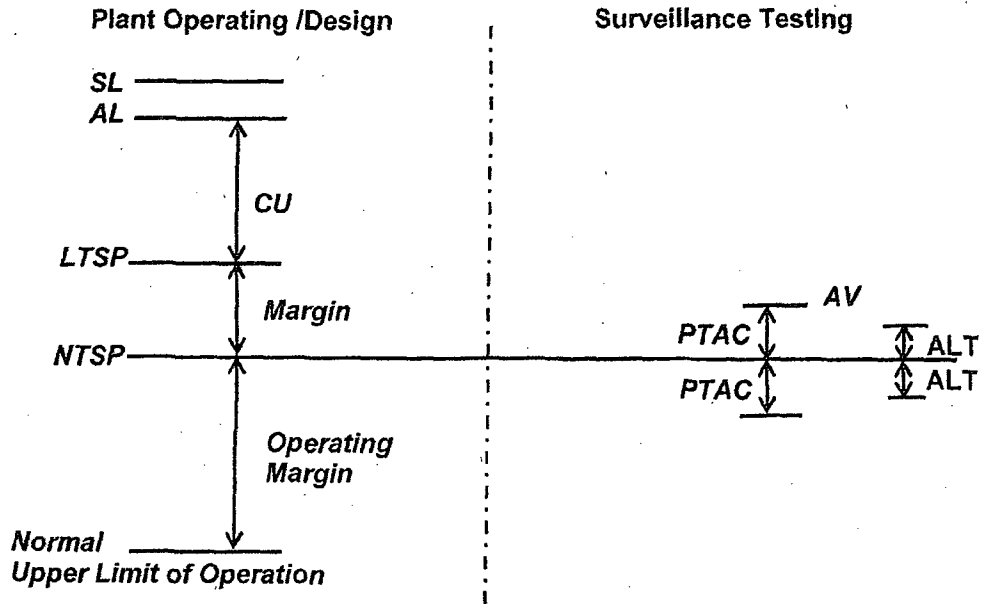 Plant Operating /Design
Surveillance Testing
SL
AL
CU
LTSP
Margin
AV
PTAC
ALT
NTSP
PTAC
ALT
Operating
Margin
Normal
Upper Limit of Operation